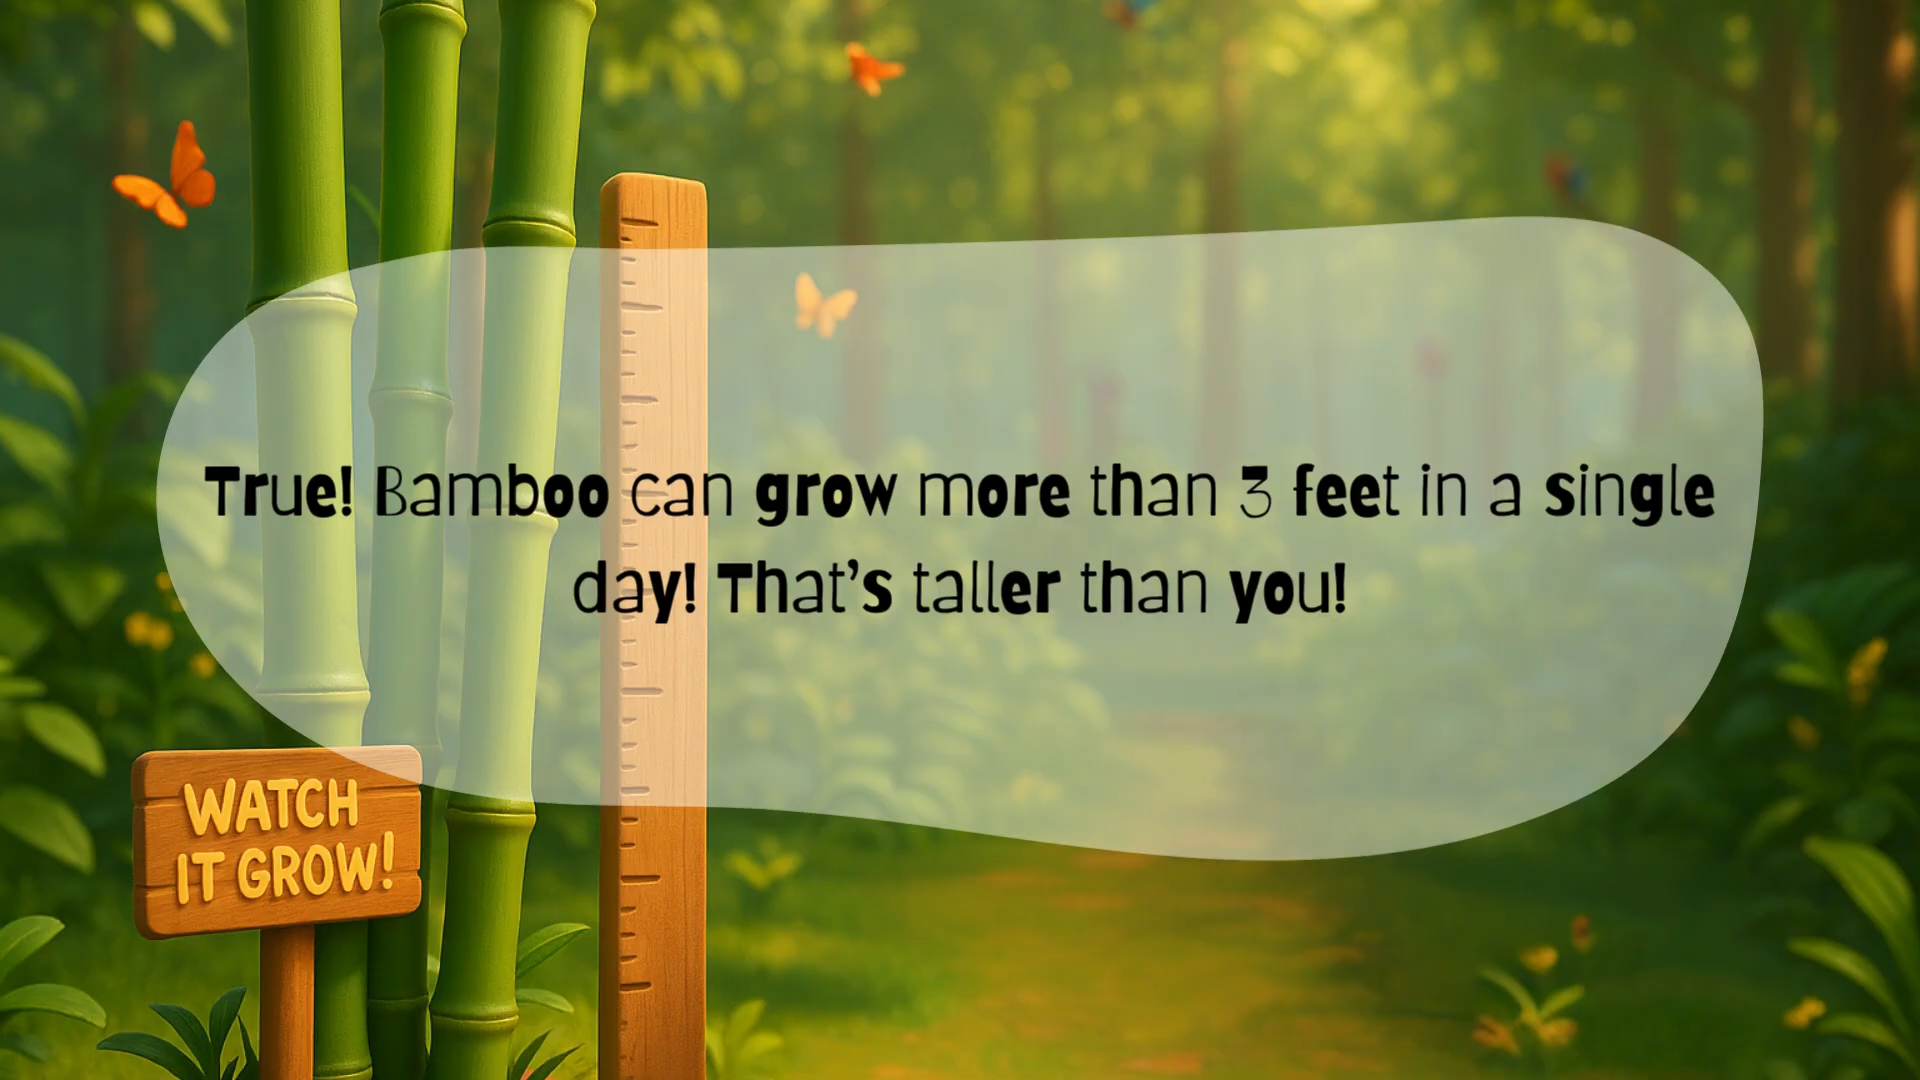 True! Bamboo can grow more than 3 feet in a single
day! That’s taller than you!
WATCH
IT GROW!